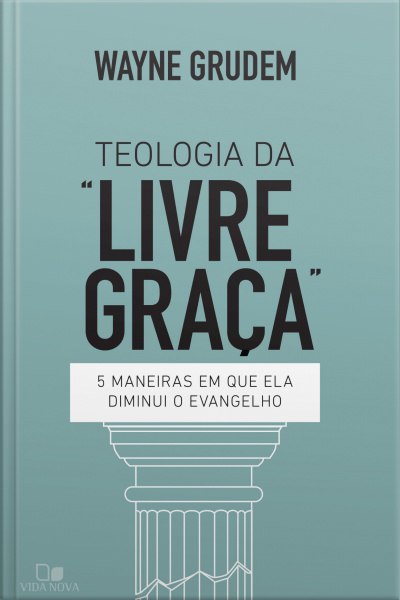 WAYNE GRUDEM
TEOLOGIA DA
“LIVRE
GRAÇA”
5 MANEIRAS EM QUE ELA
DIMINUI O EVANGELHO
VIDA NOVA